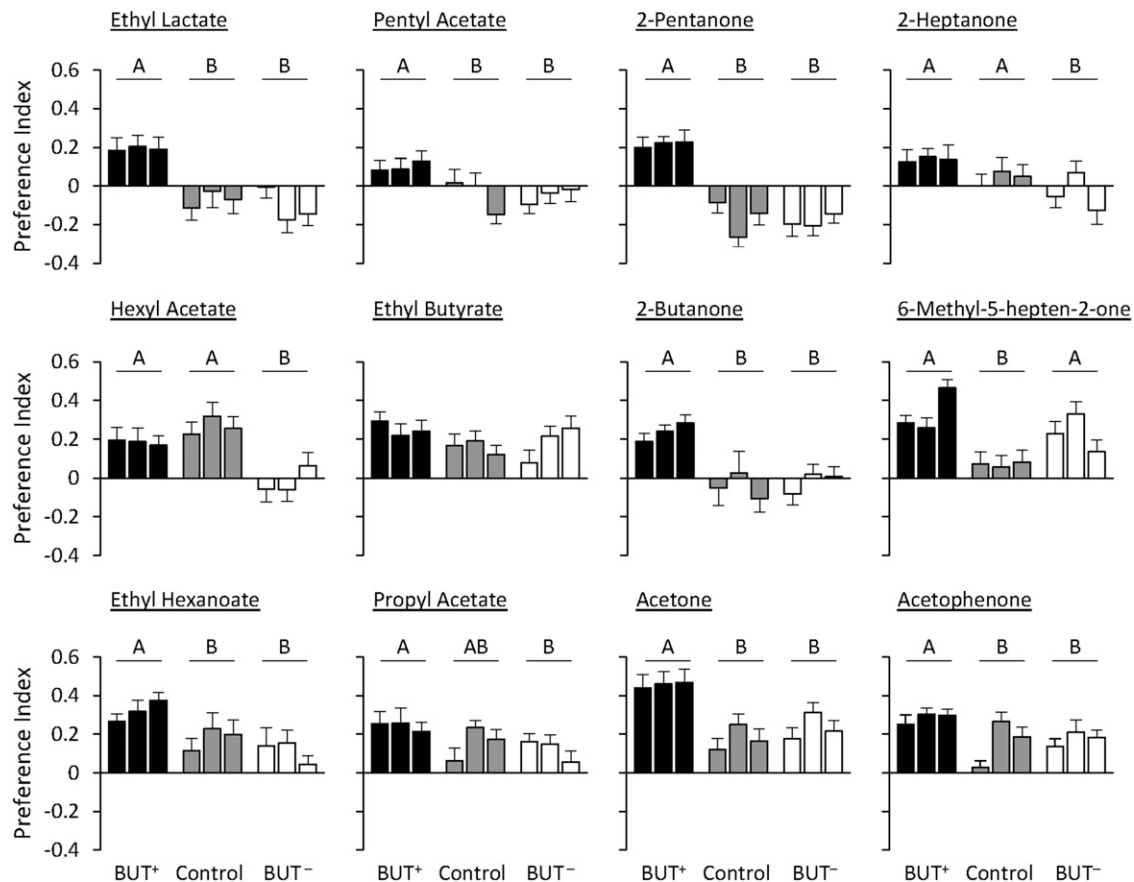 Ethyl Lactate Pentyl Acetate 2-Pentanone 2-Heptanone
A B B A B B A B B A A B
0.6
0.4
0.2
0
-0.2
-0.4
Preference Index
Hexyl Acetate Ethyl Butyrate 2-Butanone 6-Methyl-5-hepten-2-one
A A B A B B A B A
0.6
0.4
0.2
0
-0.2
-0.4
Preference Index
Ethyl Hexanoate Propyl Acetate Acetone Acetophenone
A B B A AB B A B B A B B
0.6
0.4
0.2
0
-0.2
-0.4
Preference Index
BUT⁺ Control BUT⁻ BUT⁺ Control BUT⁻ BUT⁺ Control BUT⁻ BUT⁺ Control BUT⁻